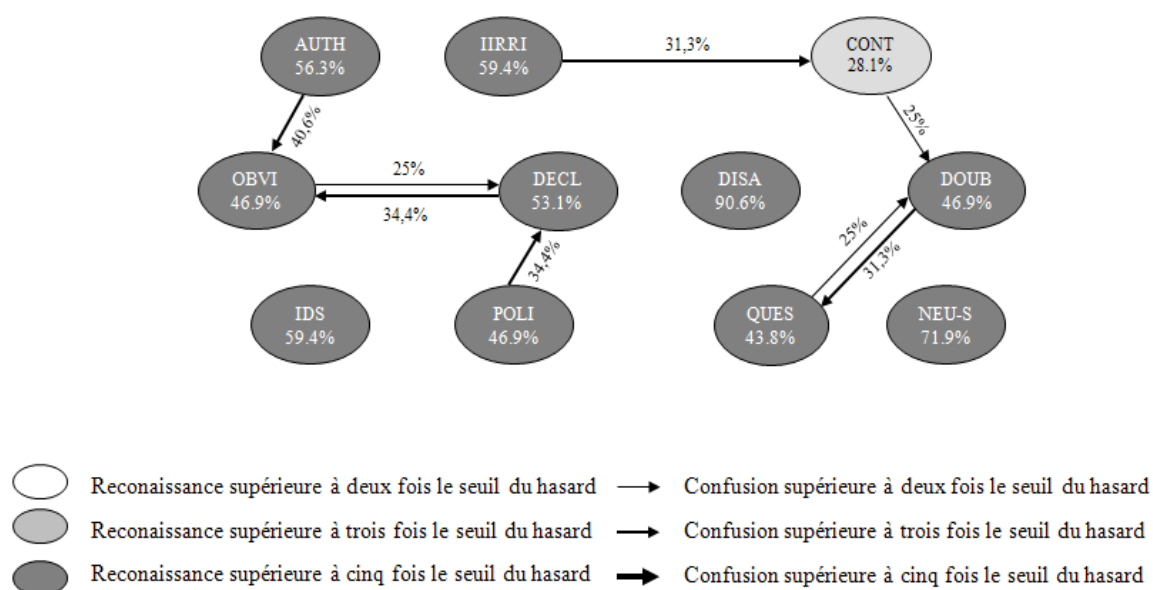 AUTH
56.3%
IIRRI
59.4%
31,3%
CONT
28.1%
40,6%
25%
OBVI
46.9%
25%
34,4%
DECL
53.1%
DISA
90.6%
DOUB
46.9%
34,4%
25%
31,3%
IDS
59.4%
POLI
46.9%
QUES
43.8%
NEU-S
71.9%
Reconaissance supérieure à deux fois le seuil du hasard
Confusion supérieure à deux fois le seuil du hasard
Reconaissance supérieure à trois fois le seuil du hasard
Confusion supérieure à trois fois le seuil du hasard
Reconaissance supérieure à cinq fois le seuil du hasard
Confusion supérieure à cinq fois le seuil du hasard